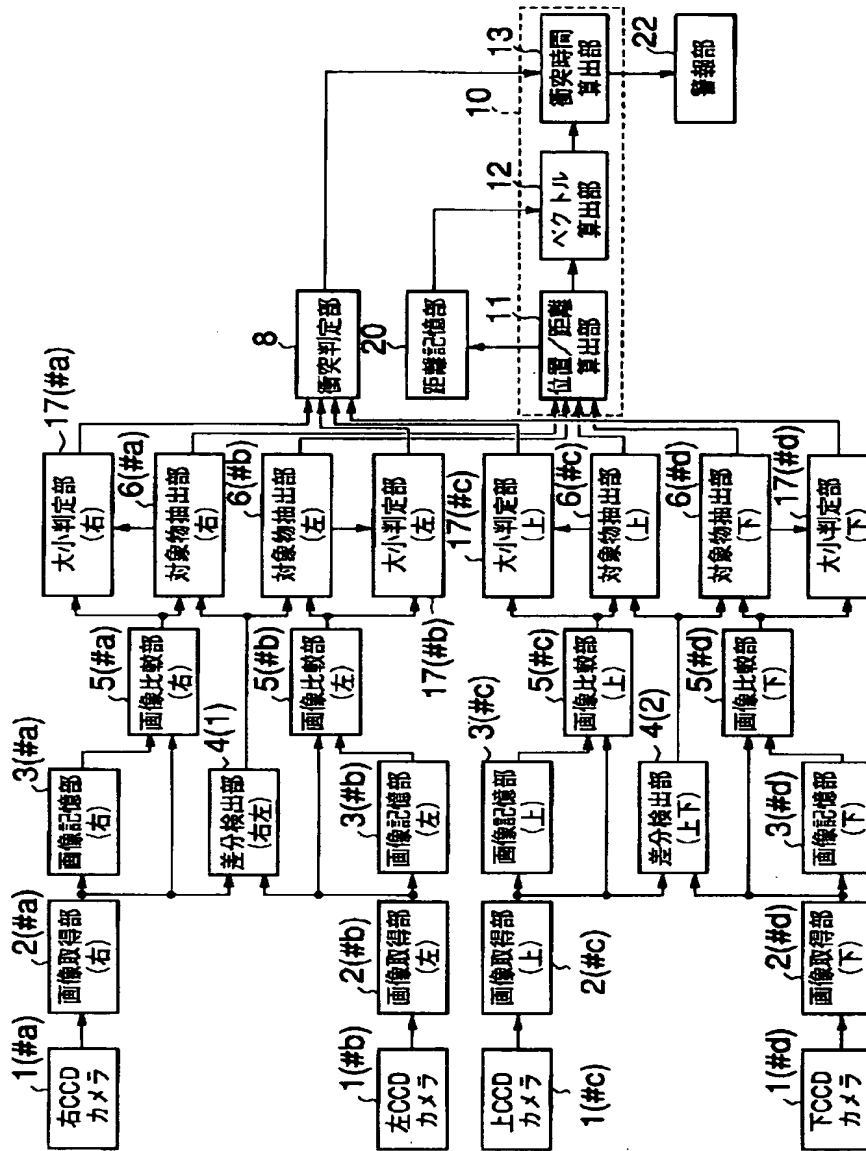 1(#a)
右CCD
カメラ
2(#a)
画像取得部
(右)
3(#a)
画像記憶部
(右)
4(1)
差分検出部
(右左)
5(#a)
画像比較部
(右)
17(#a)
大小判定部
(右)
6(#a)
対象物抽出部
(右)
1(#b)
左CCD
カメラ
2(#b)
画像取得部
(左)
3(#b)
画像記憶部
(左)
5(#b)
画像比較部
(左)
6(#b)
対象物抽出部
(左)
大小判定部
(左)
17(#b)
上CCD
カメラ
1(#c)
画像取得部
(上)
2(#c)
3(#c)
画像記憶部
(上)
4(2)
差分検出部
(上下)
5(#c)
画像比較部
(上)
17(#c)
大小判定部
(上)
6(#c)
対象物抽出部
(上)
1(#d)
下CCD
カメラ
2(#d)
画像取得部
(下)
3(#d)
画像記憶部
(下)
5(#d)
画像比較部
(下)
6(#d)
対象物抽出部
(下)
17(#d)
大小判定部
(下)
8
衝突判定部
20
距離記憶部
10
11
位置/距離
算出部
12
ベクトル
算出部
13
衝突時間
算出部
22
警報部